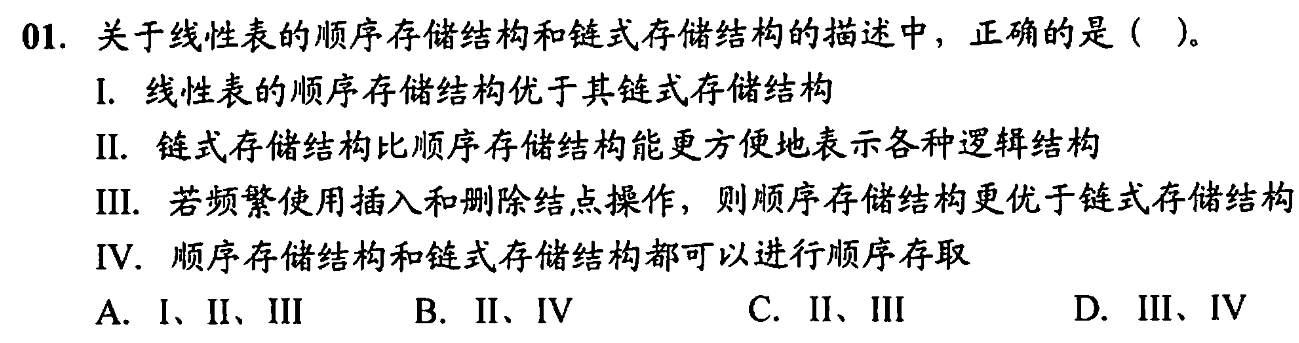 01. 关于线性表的顺序存储结构和链式存储结构的描述中，正确的是（ ）。
I. 线性表的顺序存储结构优于其链式存储结构
II. 链式存储结构比顺序存储结构能更方便地表示各种逻辑结构
III. 若频繁使用插入和删除结点操作，则顺序存储结构更优于链式存储结构
IV. 顺序存储结构和链式存储结构都可以进行顺序存取
A. I、II、III B. II、IV C. II、III D. III、IV